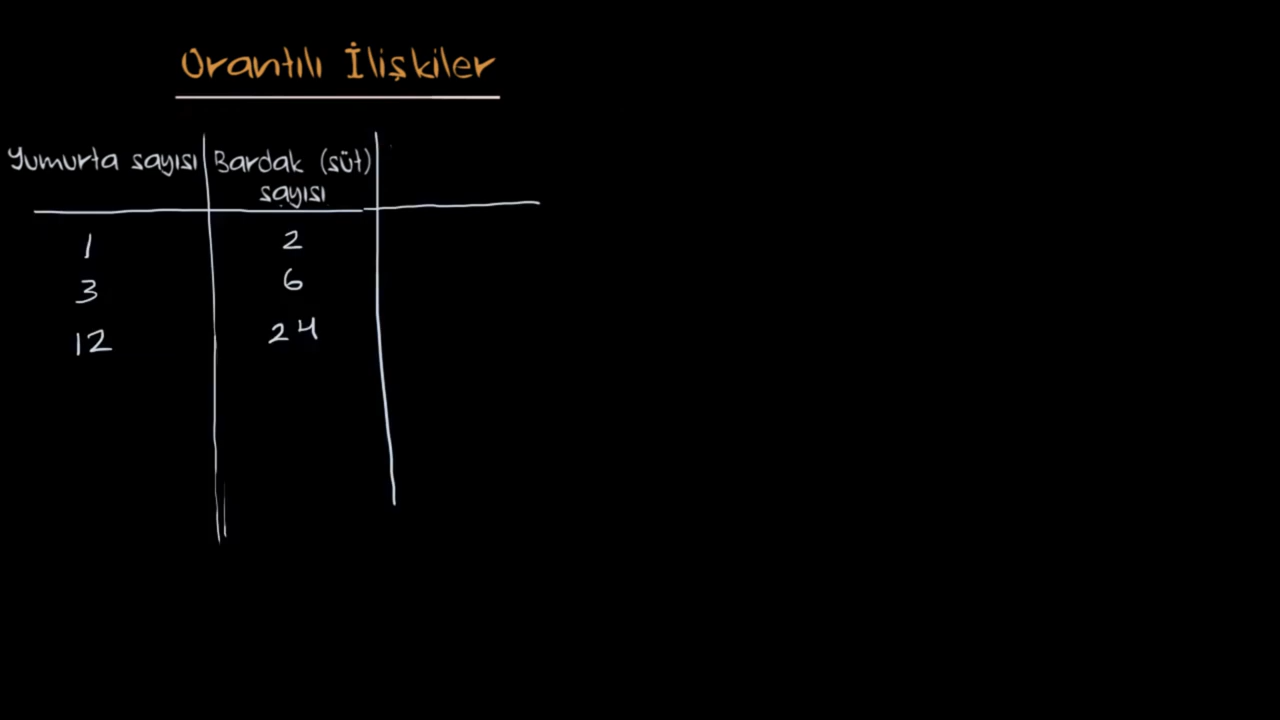 Orantılı İlişkiler
Yumurta sayısı Bardak (süt)
sayısı
1 2
3 6
12 24